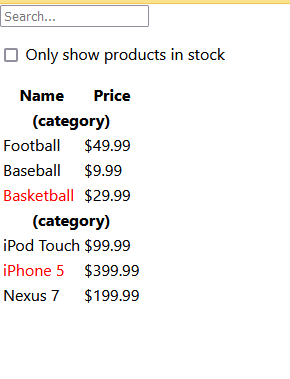 Search...
Only show products in stock
Name Price
(category)
Football $49.99
Baseball $9.99
Basketball $29.99
(category)
iPod Touch $99.99
iPhone 5 $399.99
Nexus 7 $199.99